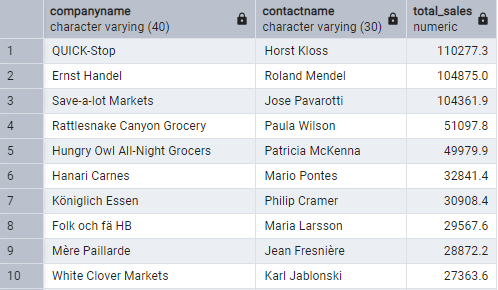 companyname contactname total_sales
character varying (40) character varying (30) numeric
1 QUICK-Stop Horst Kloss 110277.3
2 Ernst Handel Roland Mendel 104875.0
3 Save-a-lot Markets Jose Pavarotti 104361.9
4 Rattlesnake Canyon Grocery Paula Wilson 51097.8
5 Hungry Owl All-Night Grocers Patricia McKenna 49979.9
6 Hanari Carnes Mario Pontes 32841.4
7 Königlich Essen Philip Cramer 30908.4
8 Folk och fä HB Maria Larsson 29567.6
9 Mère Paillarde Jean Fresnière 28872.2
10 White Clover Markets Karl Jablonski 27363.6